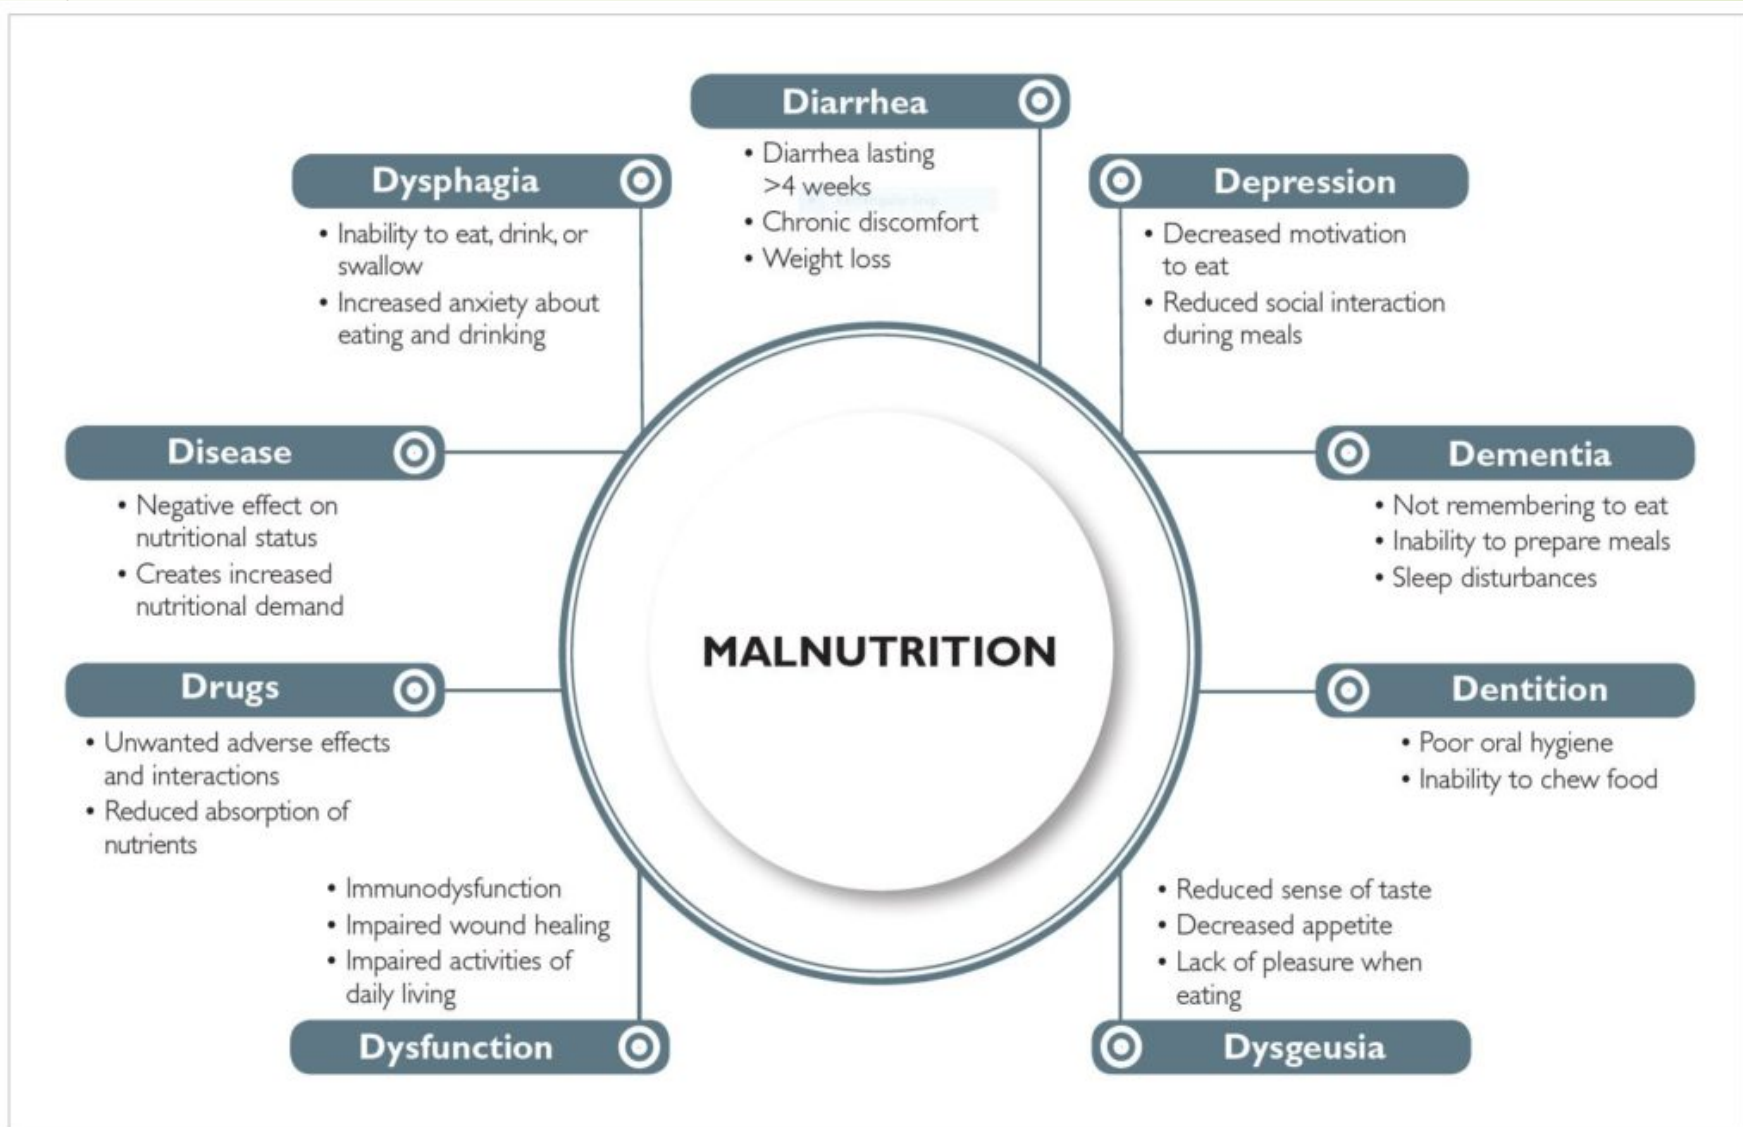 Diarrhea
• Diarrhea lasting
>4 weeks
• Chronic discomfort
• Weight loss
Dysphagia
• Inability to eat, drink, or
swallow
• Increased anxiety about
eating and drinking
Depression
• Decreased motivation
to eat
• Reduced social interaction
during meals
Disease
• Negative effect on
nutritional status
• Creates increased
nutritional demand
Dementia
• Not remembering to eat
• Inability to prepare meals
• Sleep disturbances
MALNUTRITION
Drugs
• Unwanted adverse effects
and interactions
• Reduced absorption of
nutrients
Dentition
• Poor oral hygiene
• Inability to chew food
• Immunodysfunction
• Impaired wound healing
• Impaired activities of
daily living
Dysfunction
• Reduced sense of taste
• Decreased appetite
• Lack of pleasure when
eating
Dysgeusia